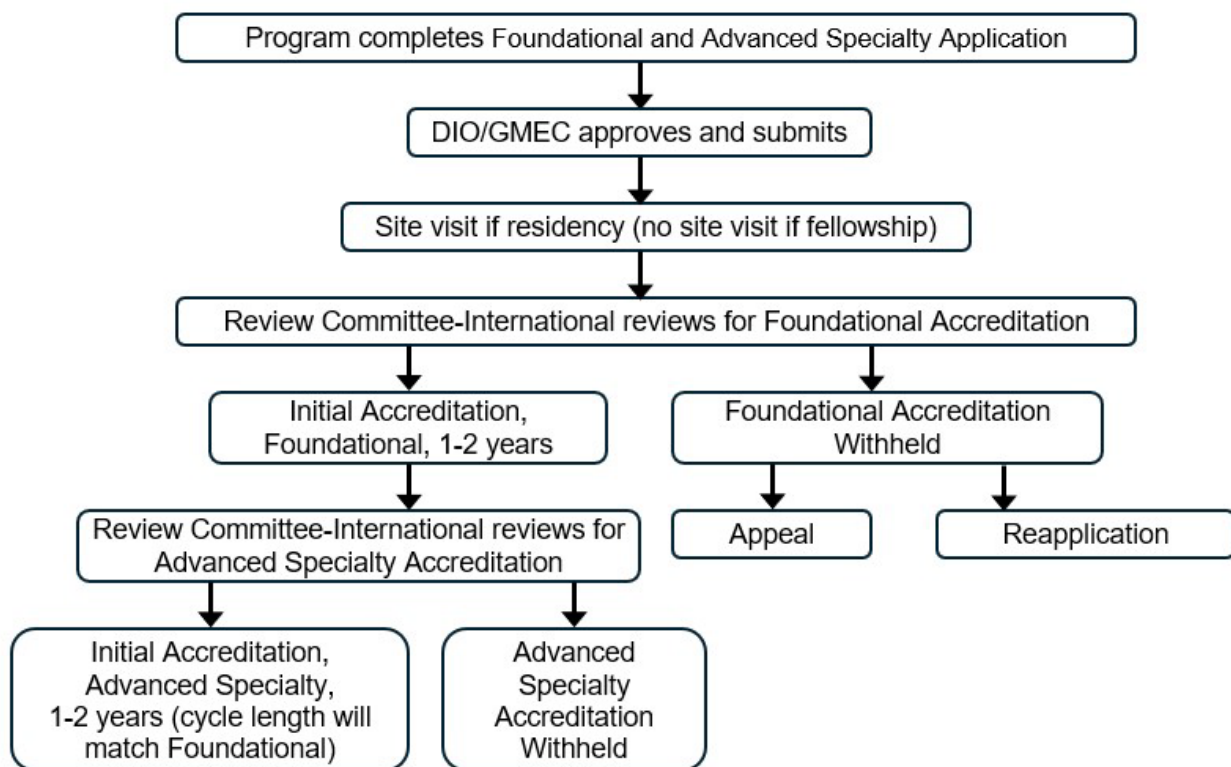 Program completes Foundational and Advanced Specialty Application
DIO/GMEC approves and submits
Site visit if residency (no site visit if fellowship)
Review Committee-International reviews for Foundational Accreditation
Initial Accreditation,
Foundational, 1-2 years
Foundational Accreditation
Withheld
Review Committee-International reviews for
Advanced Specialty Accreditation
Appeal
Reapplication
Initial Accreditation,
Advanced Specialty,
1-2 years (cycle length will
match Foundational)
Advanced
Specialty
Accreditation
Withheld